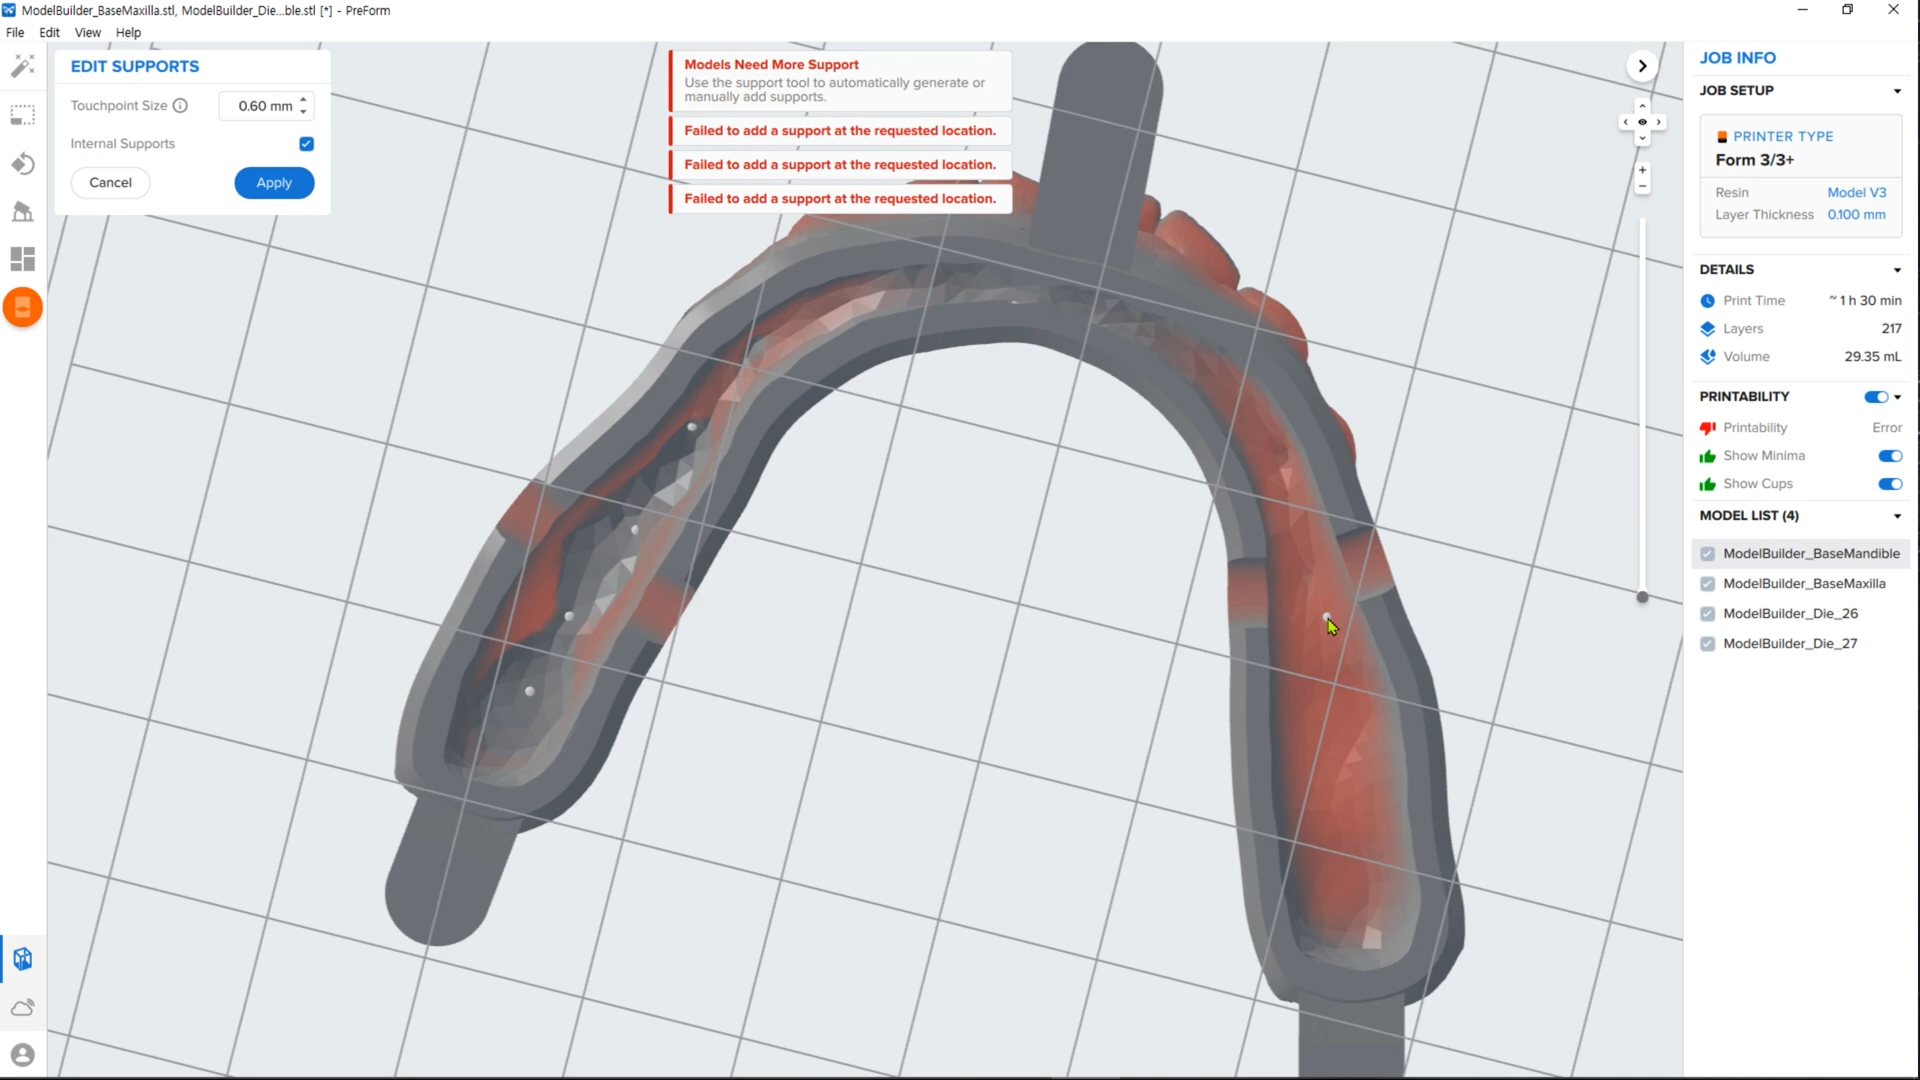 ModelBuilder_BaseMaxilla.stl, ModelBuilder_Die...ble.stl [*] - PreForm
File Edit View Help
EDIT SUPPORTS
Touchpoint Size 0.60 mm
Internal Supports
Cancel Apply
Models Need More Support
Use the support tool to automatically generate or
manually add supports.
Failed to add a support at the requested location.
Failed to add a support at the requested location.
Failed to add a support at the requested location.
JOB INFO
JOB SETUP
PRINTER TYPE
Form 3/3+
Resin Model V3
Layer Thickness 0.100 mm
DETAILS
Print Time ~1 h 30 min
Layers 217
Volume 29.35 mL
PRINTABILITY
Printability Error
Show Minima
Show Cups
MODEL LIST (4)
ModelBuilder_BaseMandible
ModelBuilder_BaseMaxilla
ModelBuilder_Die_26
ModelBuilder_Die_27